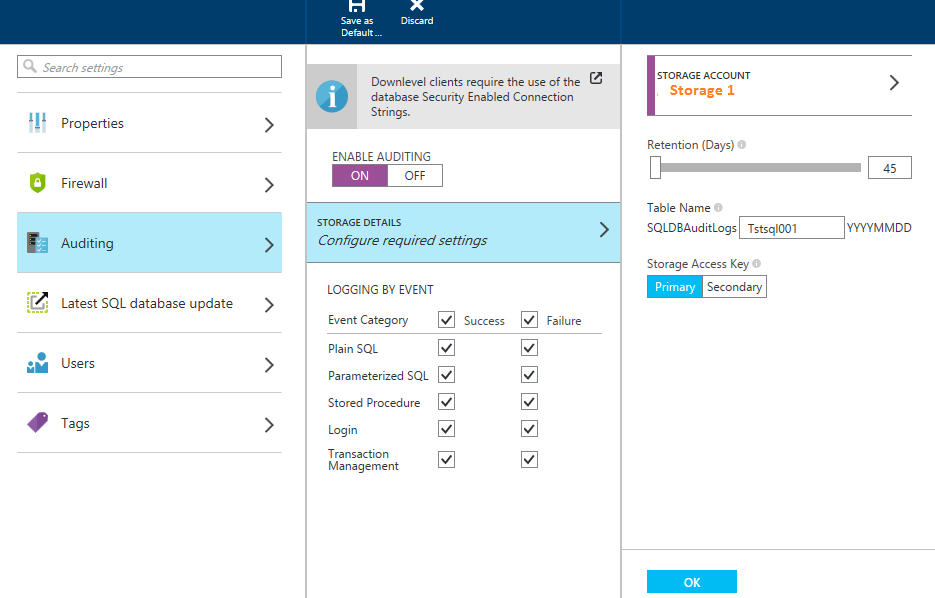 Save as
Default ...
Discard
Search settings
Properties
Firewall
Auditing
Latest SQL database update
Users
Tags
Downlevel clients require the use of the
database Security Enabled Connection
Strings.
ENABLE AUDITING
ON OFF
STORAGE DETAILS
Configure required settings
LOGGING BY EVENT
Event Category Success Failure
Plain SQL
Parameterized SQL
Stored Procedure
Login
Transaction
Management
STORAGE ACCOUNT
Storage 1
Retention (Days)
45
Table Name
SQLDBAuditLogs Tstsql001 YYYYMMDD
Storage Access Key
Primary Secondary
OK